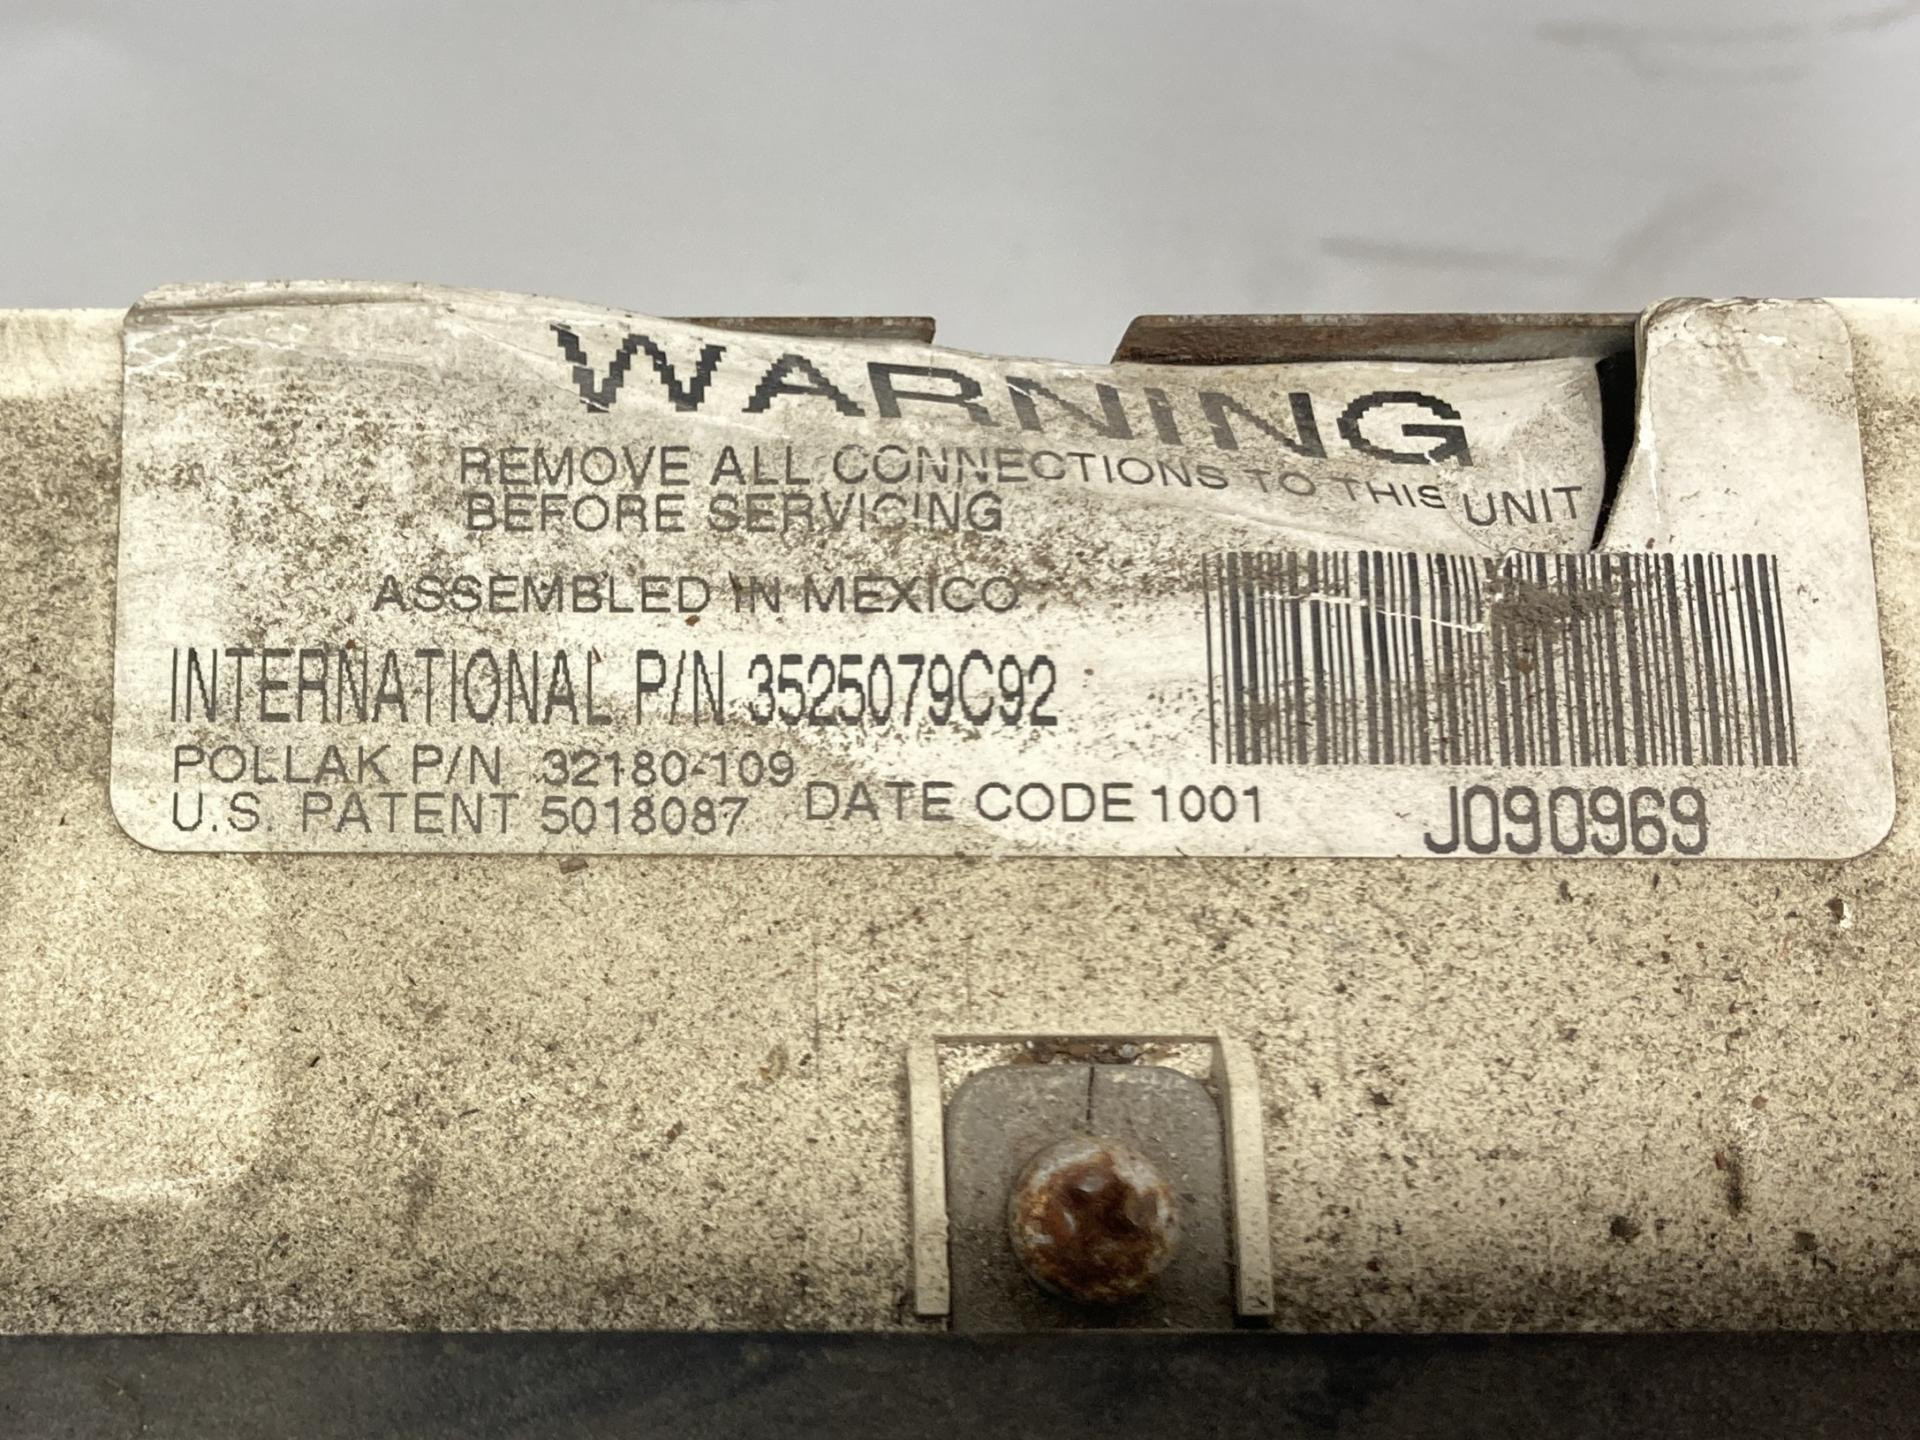 WARNING
REMOVE ALL CONNECTIONS TO THIS UNIT
BEFORE SERVICING
ASSEMBLED IN MEXICO
INTERNATIONAL P/N 3525079C92
POLLAK P/N 32180-109
U.S. PATENT 5018087
DATE CODE 1001
J090969